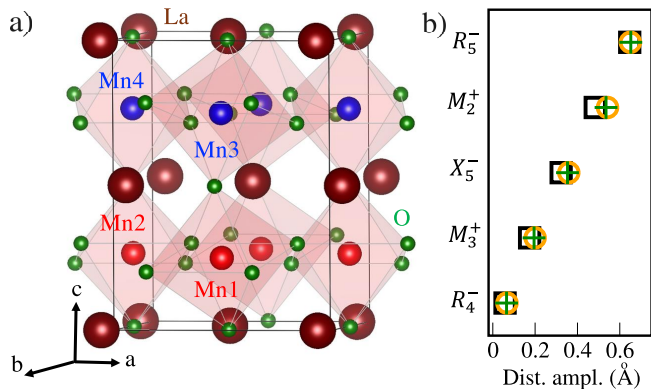 a)
La
b)
Mn4
Mn3
Mn2
O
Mn1
c
b
a
R₅⁻
M₂⁺
X₅⁻
M₃⁺
R₄⁻
0 0.2 0.4 0.6
Dist. ampl. (Å)